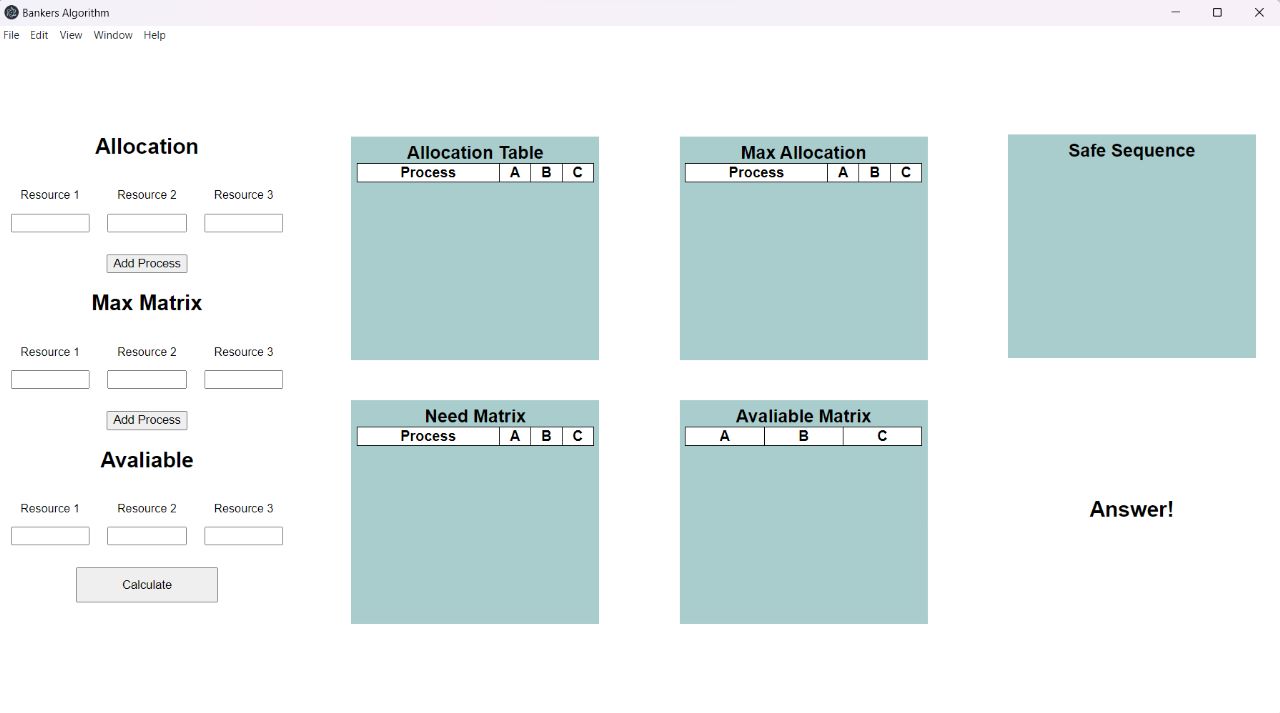 Bankers Algorithm
File Edit View Window Help
Allocation
Resource 1 Resource 2 Resource 3
Add Process
Max Matrix
Resource 1 Resource 2 Resource 3
Add Process
Avaliable
Resource 1 Resource 2 Resource 3
Calculate
Allocation Table
Process A B C
Max Allocation
Process A B C
Safe Sequence
Need Matrix
Process A B C
Avaliable Matrix
A B C
Answer!